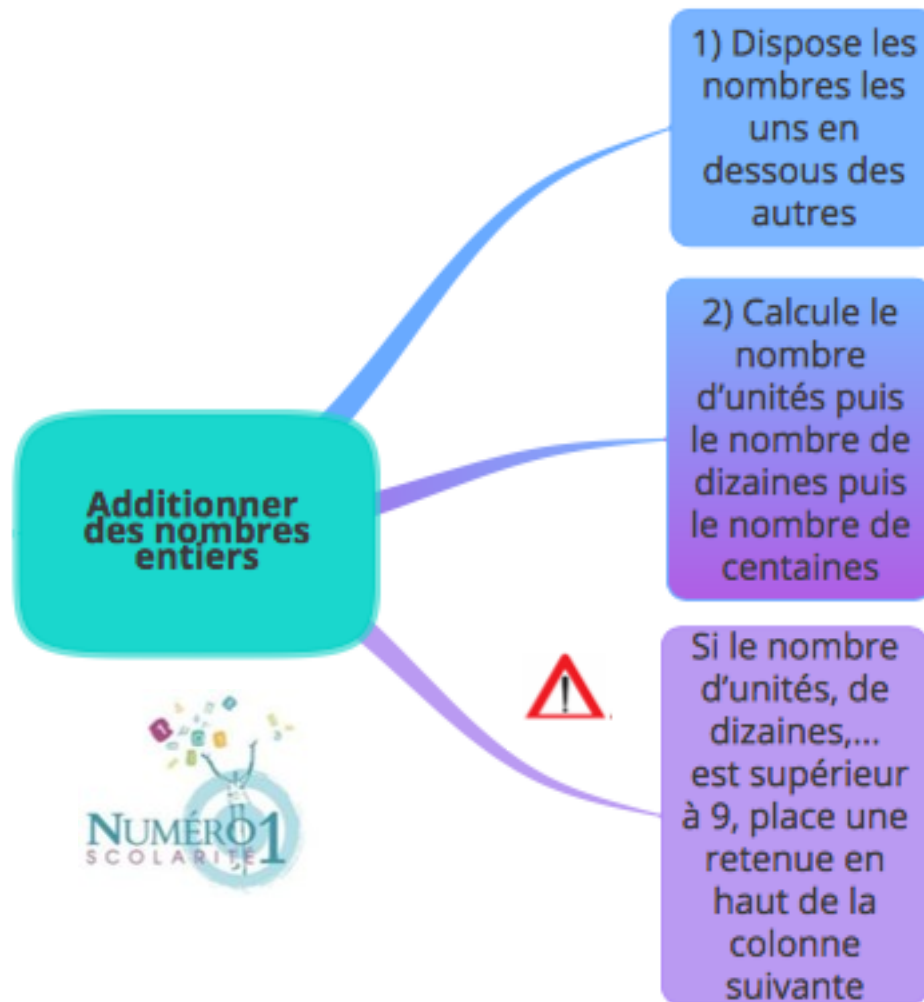 1) Dispose les
nombres les
uns en
dessous des
autres
2) Calcule le
nombre
d'unités puis
le nombre de
dizaines puis
le nombre de
centaines
Additionner
des nombres
entiers
Si le nombre
d'unités, de
dizaines,...
est supérieur
à 9, place une
retenue en
haut de la
colonne
suivante
NUMÉRO 1
SCOLARITÉ